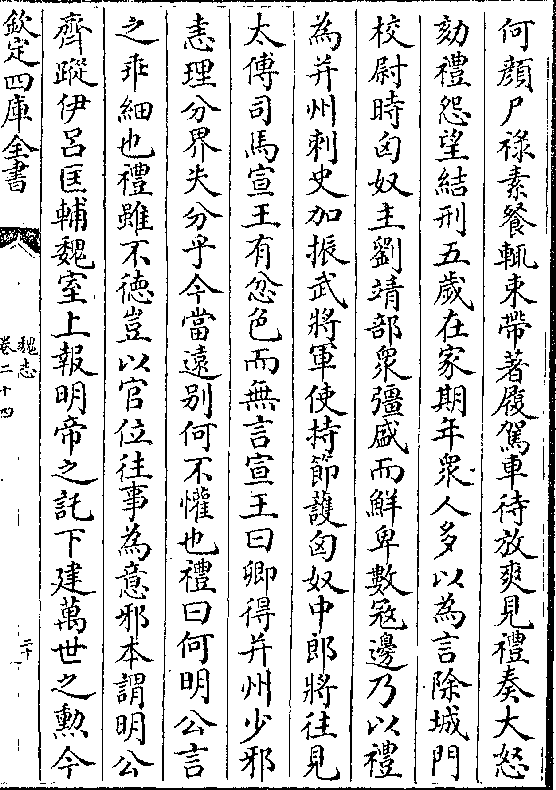 何顔尸祿素餐輒束帶著履駕車待放爽見禮奏大怒
劾禮怨望結刑五歲在家期年衆人多以為言除城門
校尉時匈奴主劉靖部衆彊盛而鮮卑數冦邊乃以禮
為并州刺史加振武將軍使持節護匈奴中郎將往見
太傅司馬宣王有忿色而無言宣王曰卿得并州少邪
恚理分界失分乎今當遠别何不懽也禮曰何明公言
之乖細也禮雖不德豈以官位往事為意邪本謂明公
齊蹤伊呂匡輔魏室上報明帝之託下建萬世之勲今
欽定四庫全書
魏志
卷二十四
二十